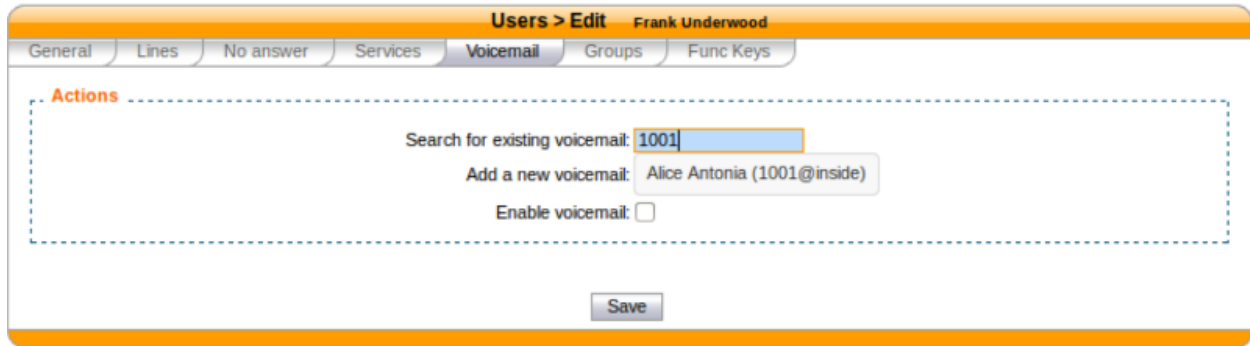 Users > Edit Frank Underwood
General Lines No answer Services Voicemail Groups Func Keys
Actions
Search for existing voicemail: 1001
Add a new voicemail: Alice Antonia (1001@inside)
Enable voicemail:
Save